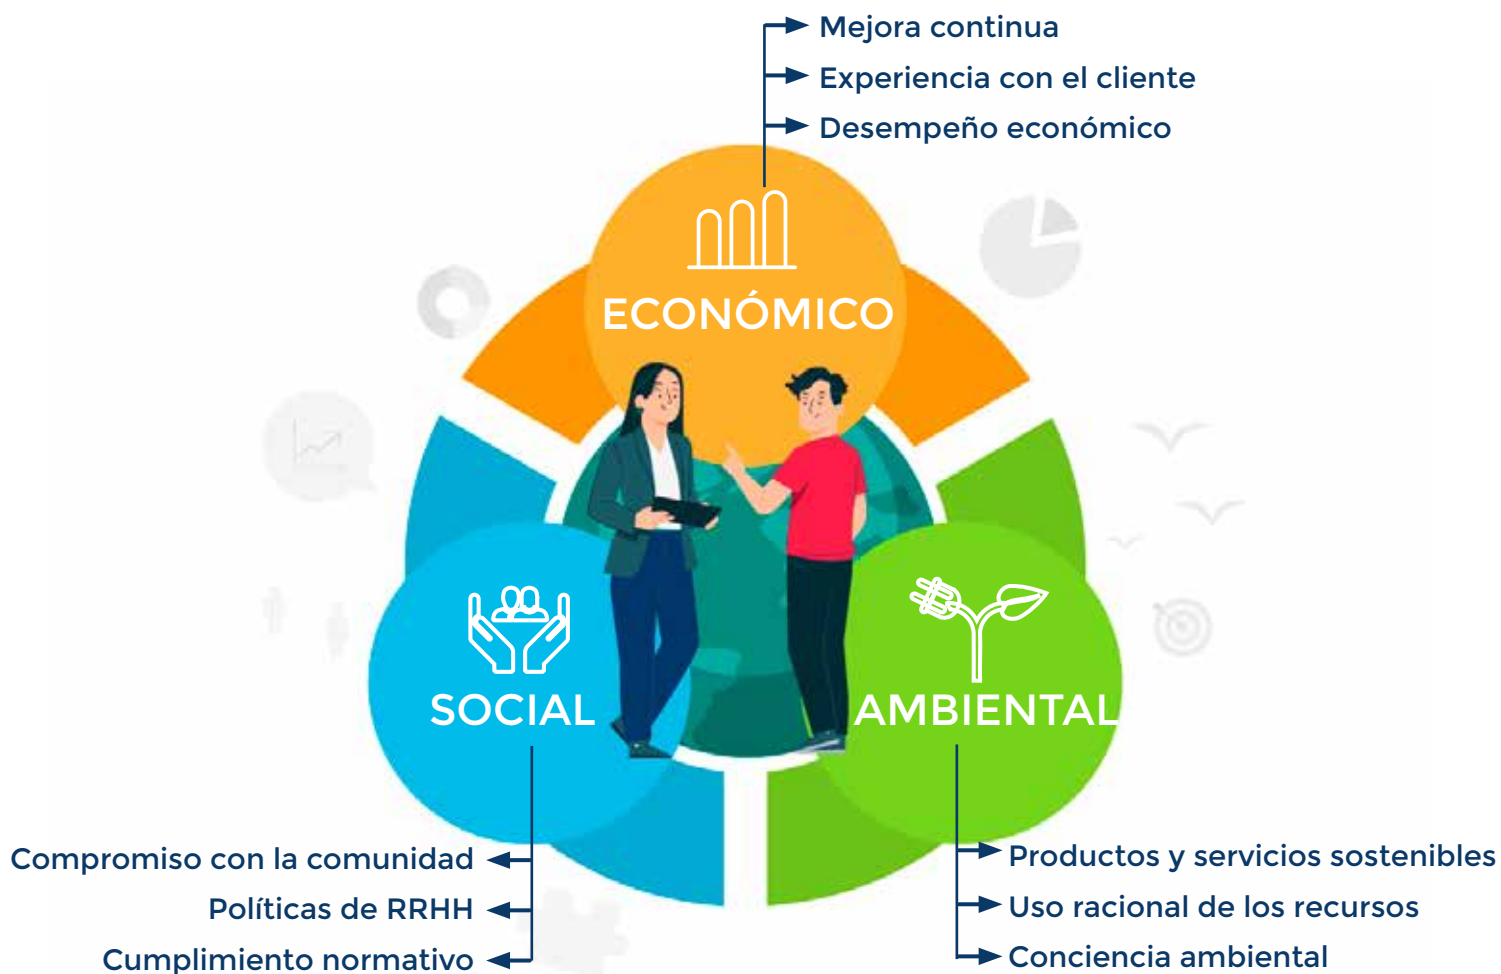 Mejora continua
Experiencia con el cliente
Desempeño económico
ECONÓMICO
SOCIAL
AMBIENTAL
Compromiso con la comunidad
Políticas de RRHH
Cumplimiento normativo
Productos y servicios sostenibles
Uso racional de los recursos
Conciencia ambiental